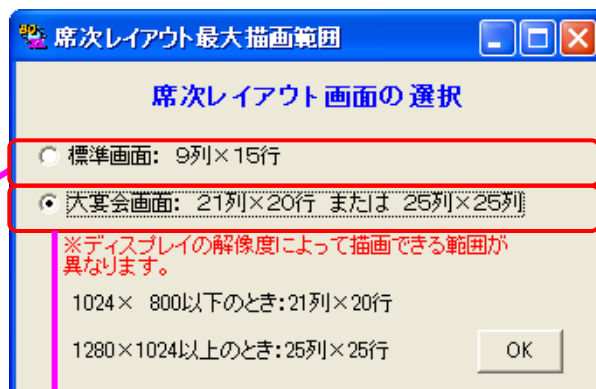 席次レイアウト最大描画範囲
席次レイアウト画面の選択
標準画面: 9列×15行
大宴会画面: 21列×20行 または 25列×25列
※ディスプレイの解像度によって描画できる範囲が
異なります。
1024× 800以下のとき:21列×20行
1280×1024以上のとき:25列×25行
OK